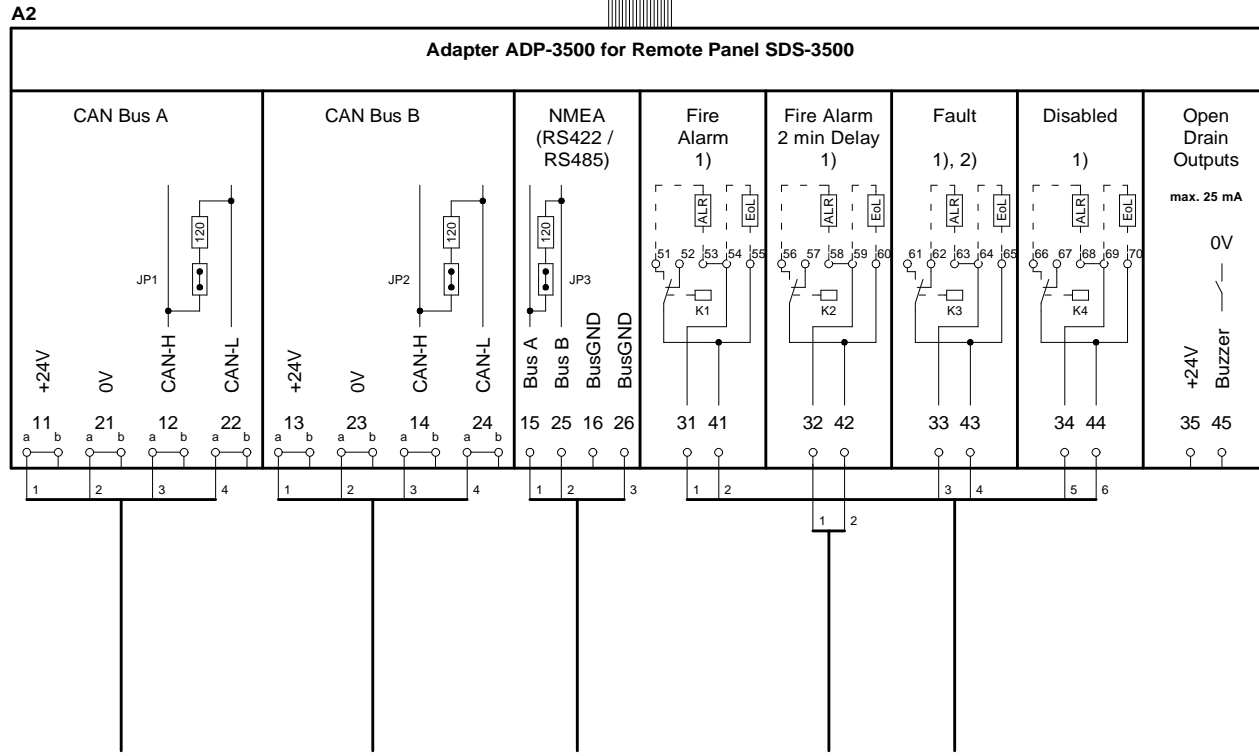 A2
Adapter ADP-3500 for Remote Panel SDS-3500
CAN Bus A
CAN Bus B
NMEA
(RS422 /
RS485)
Fire
Alarm
1)
Fire Alarm
2 min Delay
1)
Fault
1), 2)
Disabled
1)
Open
Drain
Outputs
max. 25 mA
0V
120
JP1
120
JP2
120
JP3
ALR EoL
51 52 53 54 55
K1
ALR EoL
56 57 58 59 60
K2
ALR EoL
61 62 63 64 65
K3
ALR EoL
66 67 68 69 70
K4
+24V 0V CAN-H CAN-L
+24V 0V CAN-H CAN-L
Bus A Bus B BusGND BusGND
+24V Buzzer
11 21 12 22 13 23 14 24 15 25 16 26 31 41 32 42 33 43 34 44 35 45
a b a b a b a b a b a b a b a b
1 2 3 4 1 2 3 4 1 2 3 1 2 3 4 5 6
1 2